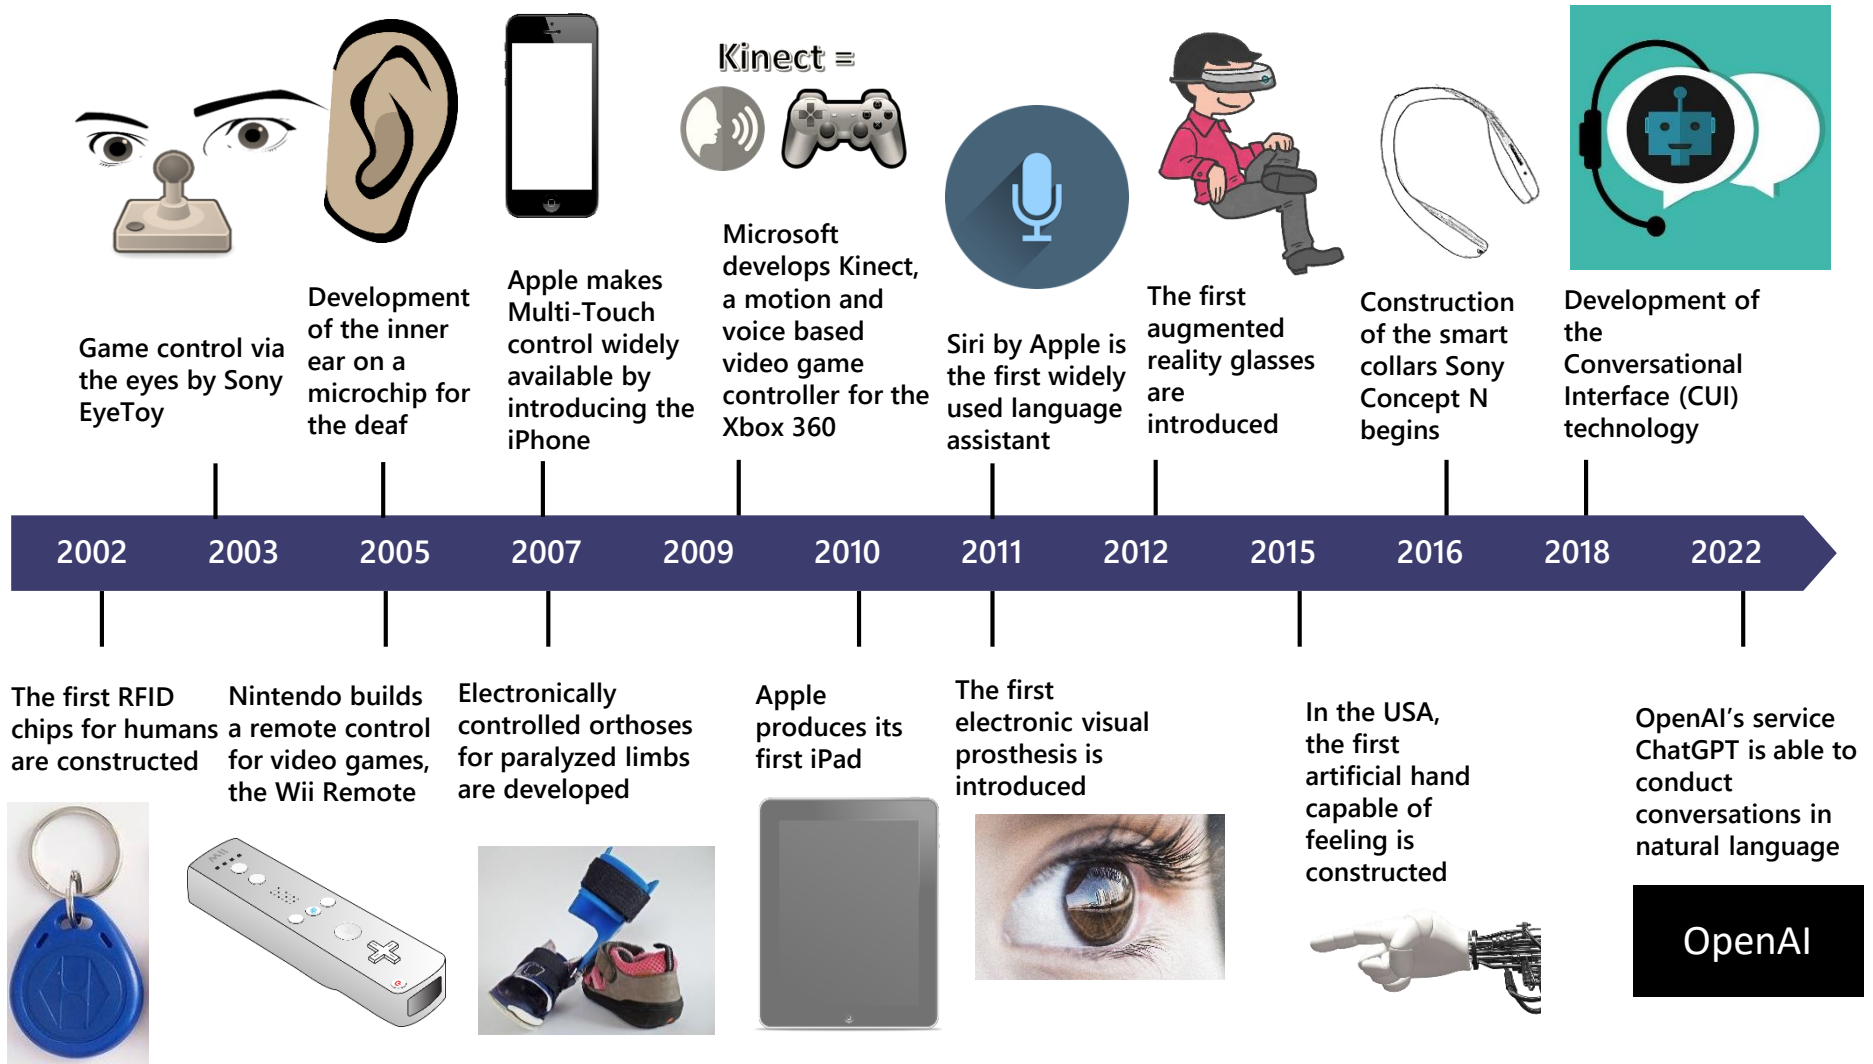 Kinect =
Game control via
the eyes by Sony
EyeToy
Development
of the inner
ear on a
microchip for
the deaf
Apple makes
Multi-Touch
control widely
available by
introducing the
iPhone
Microsoft
develops Kinect,
a motion and
voice based
video game
controller for the
Xbox 360
Siri by Apple is
the first widely
used language
assistant
The first
augmented
reality glasses
are
introduced
Construction
of the smart
collars Sony
Concept N
begins
Development of
the
Conversational
Interface (CUI)
technology
2002 2003 2005 2007 2009 2010 2011 2012 2015 2016 2018 2022
The first RFID
chips for humans
are constructed
Nintendo builds
a remote control
for video games,
the Wii Remote
Electronically
controlled orthoses
for paralyzed limbs
are developed
Apple
produces its
first iPad
The first
electronic visual
prosthesis is
introduced
In the USA,
the first
artificial hand
capable of
feeling is
constructed
OpenAI's service
ChatGPT is able to
conduct
conversations in
natural language
Wii
OpenAI